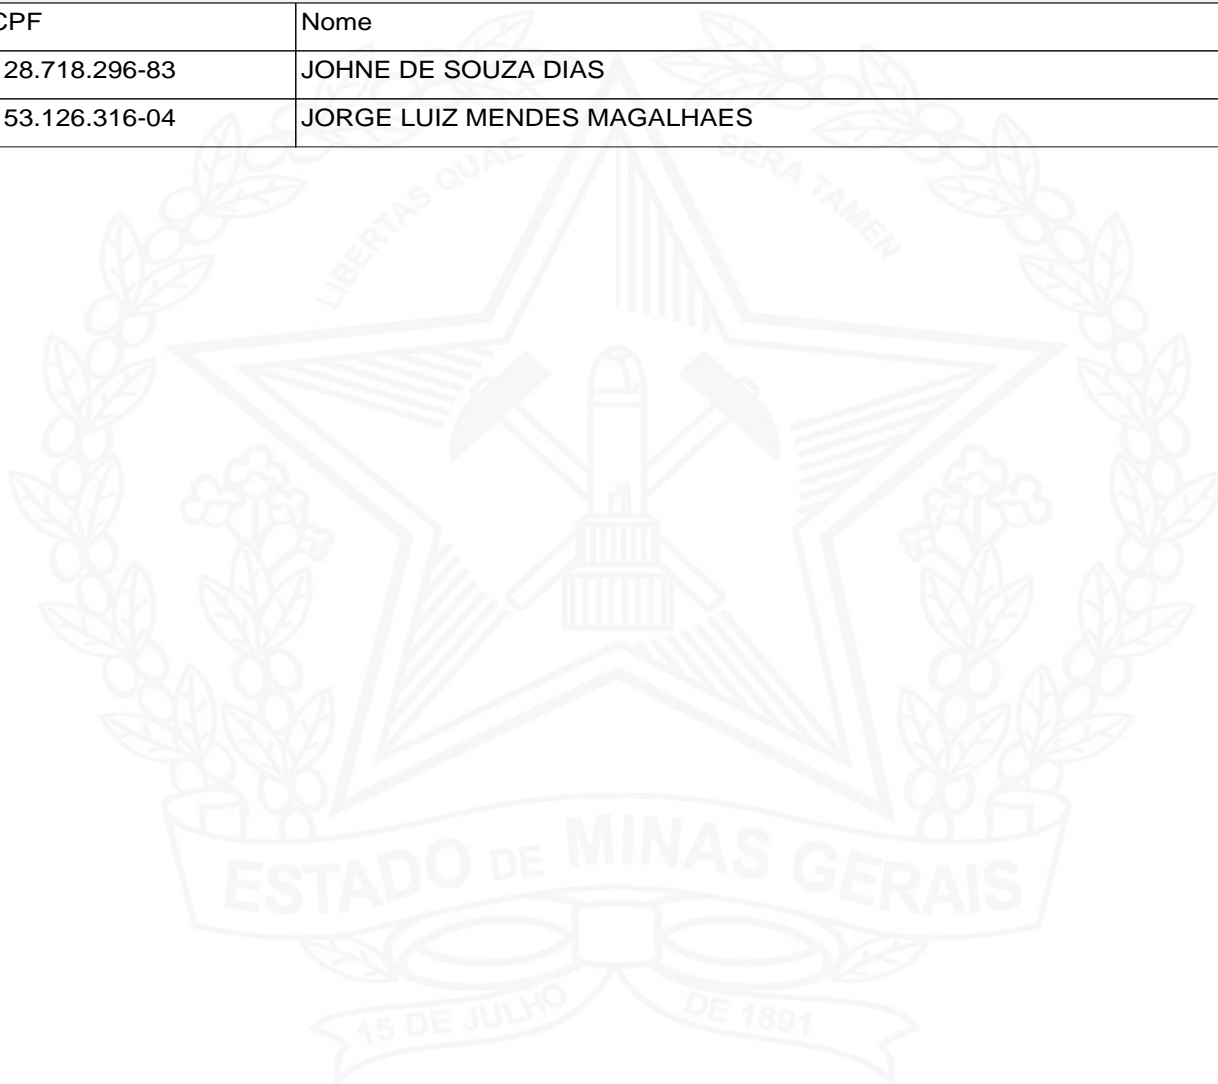 CPF Nome
28.718.296-83 JOHNE DE SOUZA DIAS
53.126.316-04 JORGE LUIZ MENDES MAGALHAES
LIBERTAS QUAE SERA TAMEN
ESTADO DE MINAS GERAIS
15 DE JULHO DE 1891